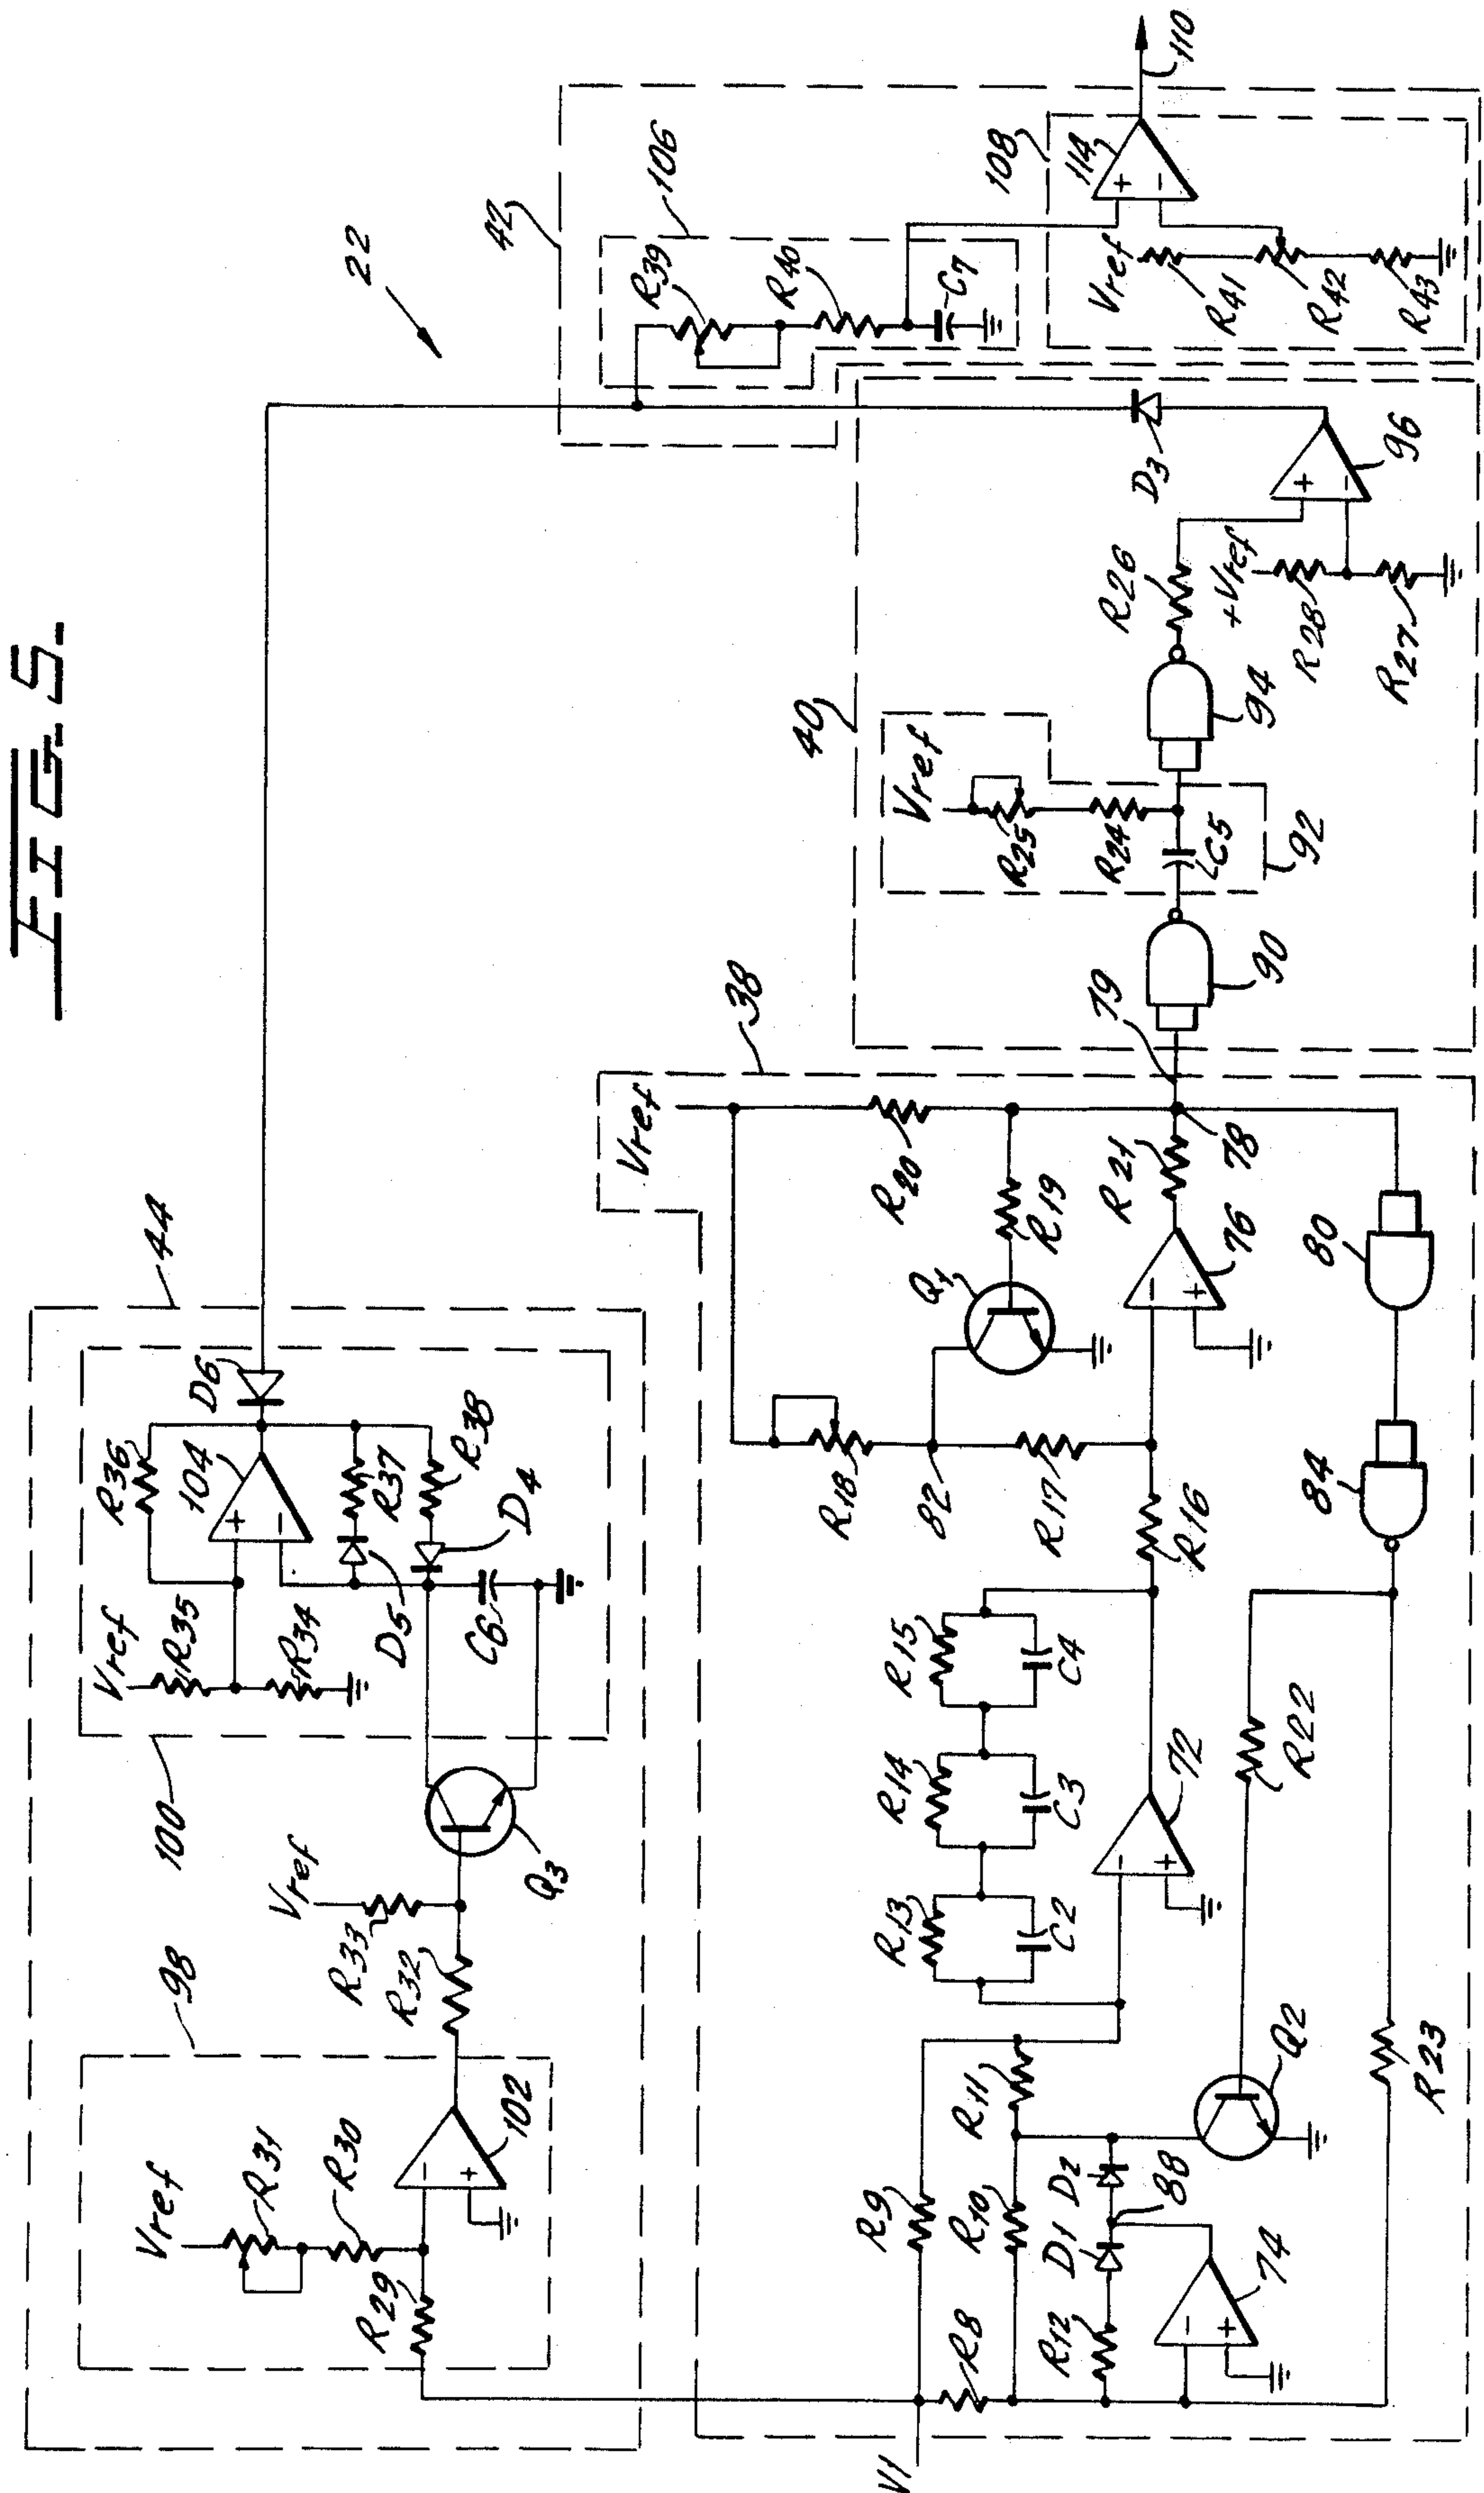 FIG. 5.
22
44
98
100
Vref
R31
R30
R29
102
R32
R33
Vref
Q3
Vref
R35
R34
R36
104
D6
R37
R38
D5
D4
C6
42
106
R39
R40
C7
108
114
110
Vref
R41
R42
R43
40
92
Vref
R25
R24
C5
90
94
R26
+Vref
R28
R27
96
D3
38
79
Vref
R20
R19
Q1
R18
82
R17
R16
R21
76
78
80
84
R15
C4
R14
C3
R13
C2
72
R22
R23
Q2
R11
R9
R10
D1
D2
88
R8
R12
74
V1